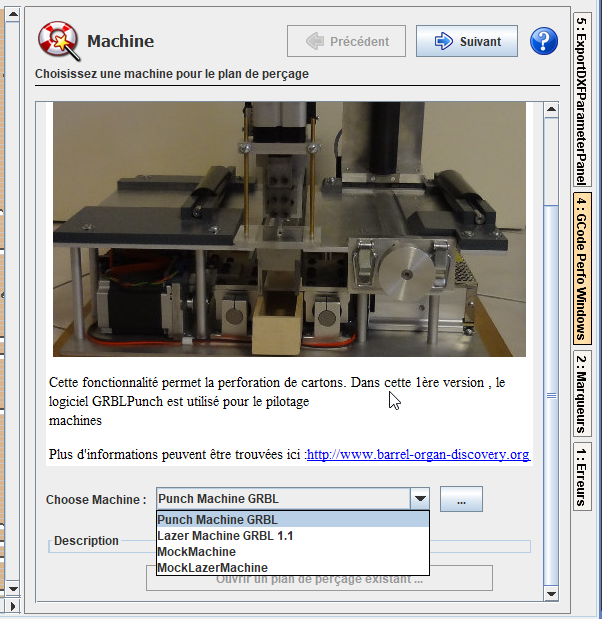 Machine
Précédent
Suivant
?
Choisissez une machine pour le plan de perçage
Cette fonctionnalité permet la perforation de cartons. Dans cette 1ère version , le
logiciel GRBLPunch est utilisé pour le pilotage
machines
Plus d'informations peuvent être trouvées ici :http://www.barrel-organ-discovery.org
Choose Machine :
Punch Machine GRBL
...
Punch Machine GRBL
Lazer Machine GRBL 1.1
MockMachine
MockLazerMachine
Description
Ouvrir un plan de perçage existant ...
5 : ExportDXFParameterPanel
4 : GCode Perfo Windows
2 : Marqueurs
1 : Erreurs